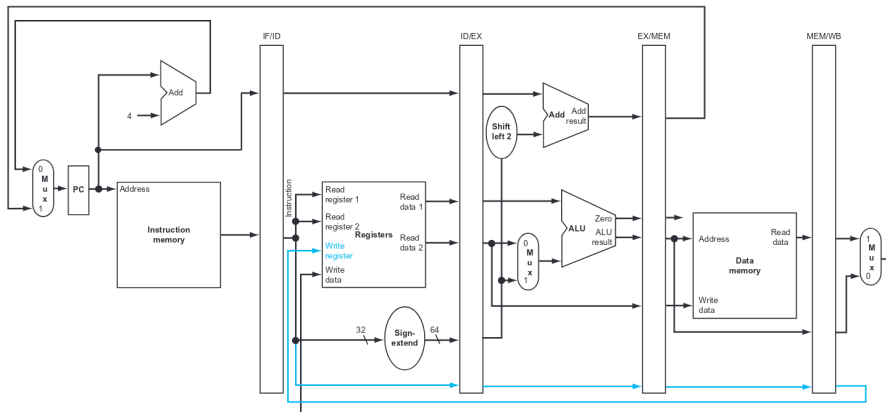 IF/ID
ID/EX
EX/MEM
MEM/WB
Add
4
Shift
left 2
Add
Add
result
0
M
u
x
1
PC
Address
Instruction
memory
Instruction
Read
register 1
Read
register 2
Write
register
Write
data
Registers
Read
data 1
Read
data 2
0
M
u
x
1
ALU
Zero
ALU
result
Address
Write
data
Data
memory
Read
data
1
M
u
x
0
32
Sign-
extend
64